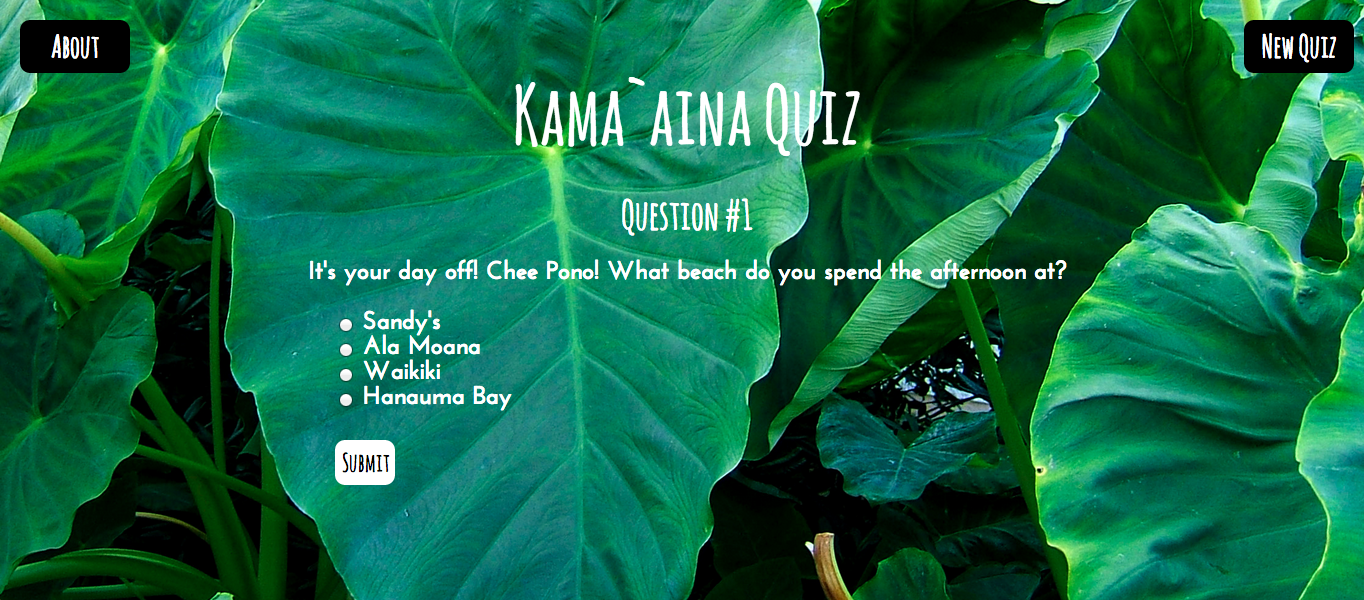 About
New Quiz
Kama`aina Quiz
Question #1
It's your day off! Chee Pono! What beach do you spend the afternoon at?
Sandy's
Ala Moana
Waikiki
Hanauma Bay
Submit